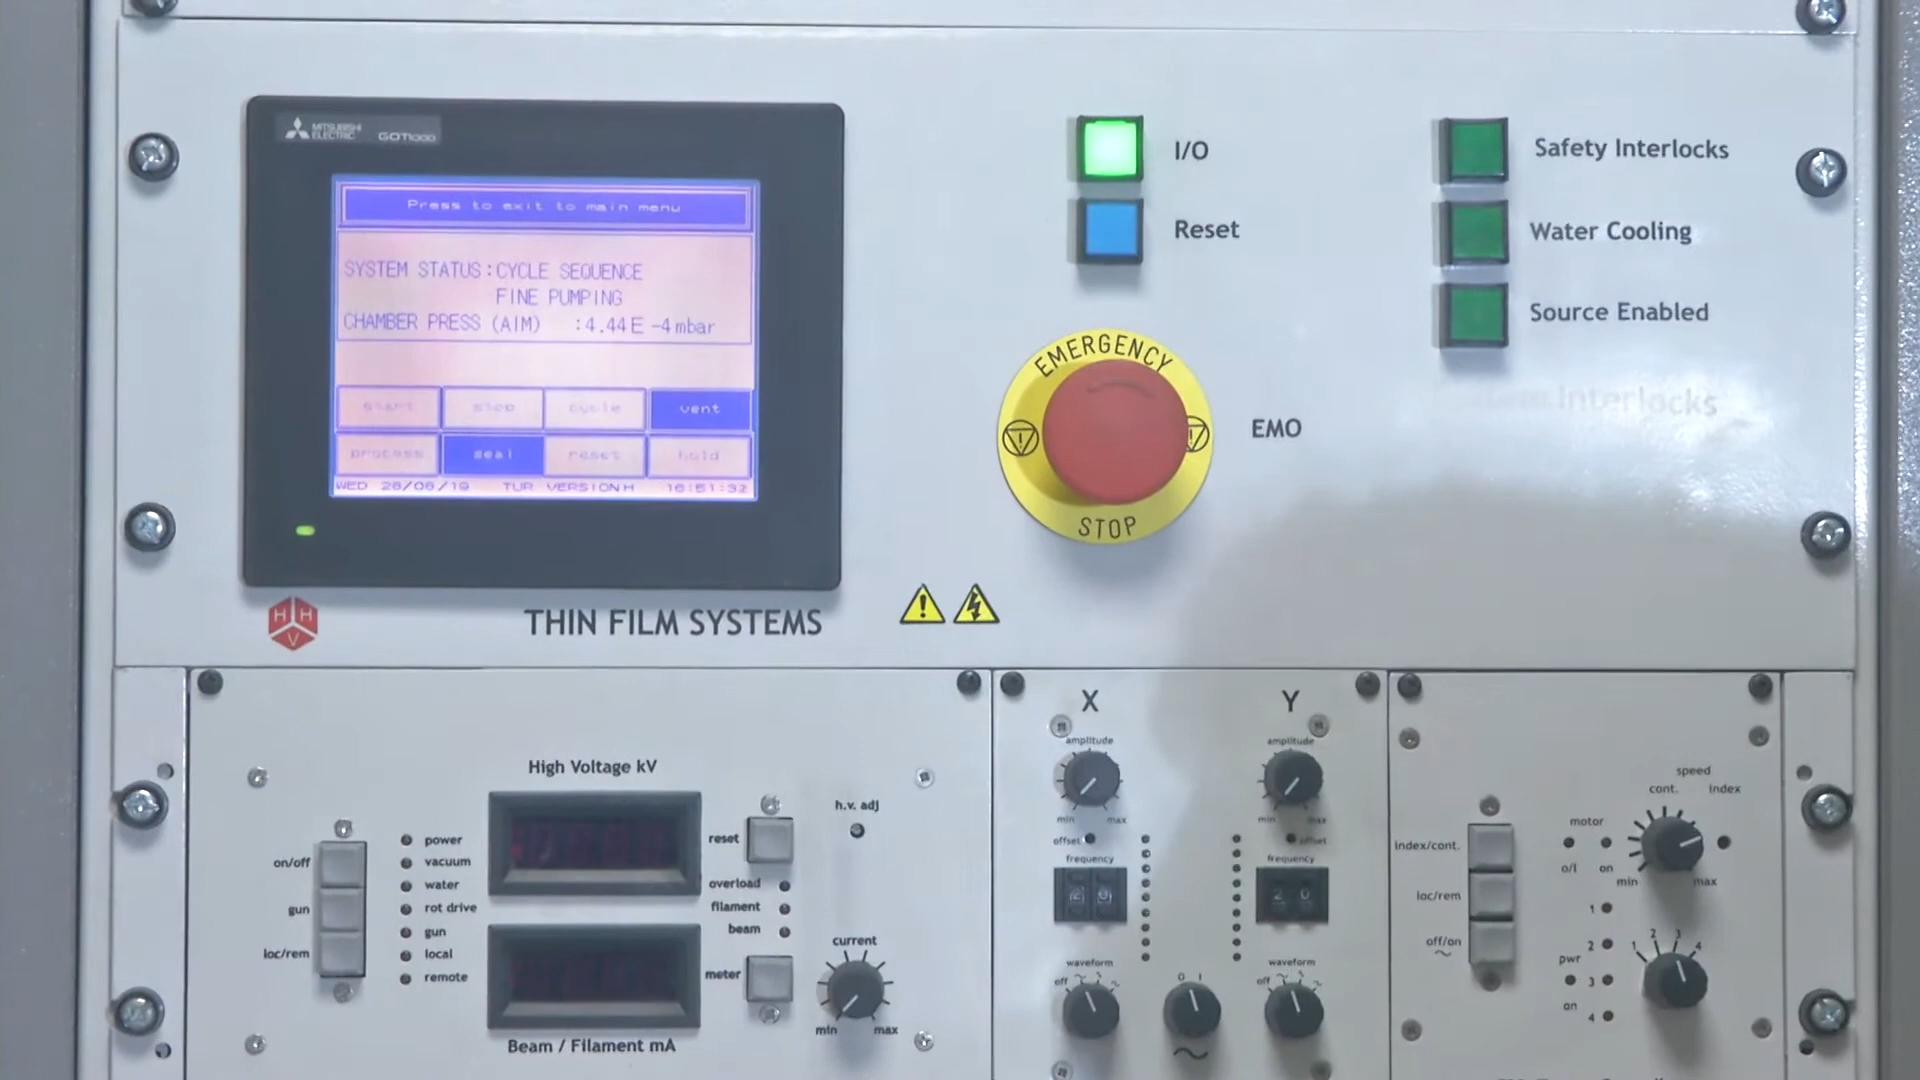 MITSUBISHI ELECTRIC GOT1000
Press to exit to main menu
SYSTEM STATUS:CYCLE SEQUENCE
FINE PUMPING
CHAMBER PRESS (AIM) :4.44E-4mbar
start stop cycle vent
process seal reset hold
WED 28/08/19 TUR VERSION H 16:51:32
I/O
Reset
Safety Interlocks
Water Cooling
Source Enabled
Interlocks
EMERGENCY
STOP
EMO
HHV
THIN FILM SYSTEMS
High Voltage kV
on/off
gun
loc/rem
power
vacuum
water
rot drive
gun
local
remote
reset
overload
filament
beam
meter
h.v. adj
current
min max
Beam / Filament mA
X
amplitude
min max
offset
frequency
20
waveform
off
0 1
Y
amplitude
min max
offset
frequency
20
waveform
off
index/cont.
loc/rem
off/on
motor
o/l on
speed
cont. index
min max
1
2
pwr
3
on
4
1 2 3 4